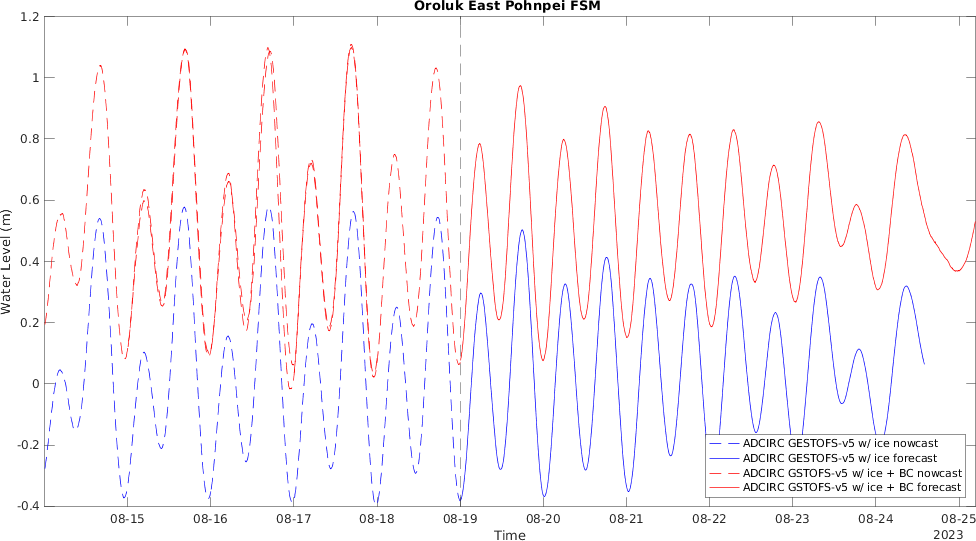 Oroluk East Pohnpei FSM
1.2
1
0.8
0.6
0.4
0.2
0
-0.2
-0.4
Water Level (m)
ADCIRC GESTOFS-v5 w/ ice nowcast
ADCIRC GESTOFS-v5 w/ ice forecast
ADCIRC GSTOFS-v5 w/ ice + BC nowcast
ADCIRC GSTOFS-v5 w/ ice + BC forecast
08-15 08-16 08-17 08-18 08-19 08-20 08-21 08-22 08-23 08-24 08-25
Time
2023